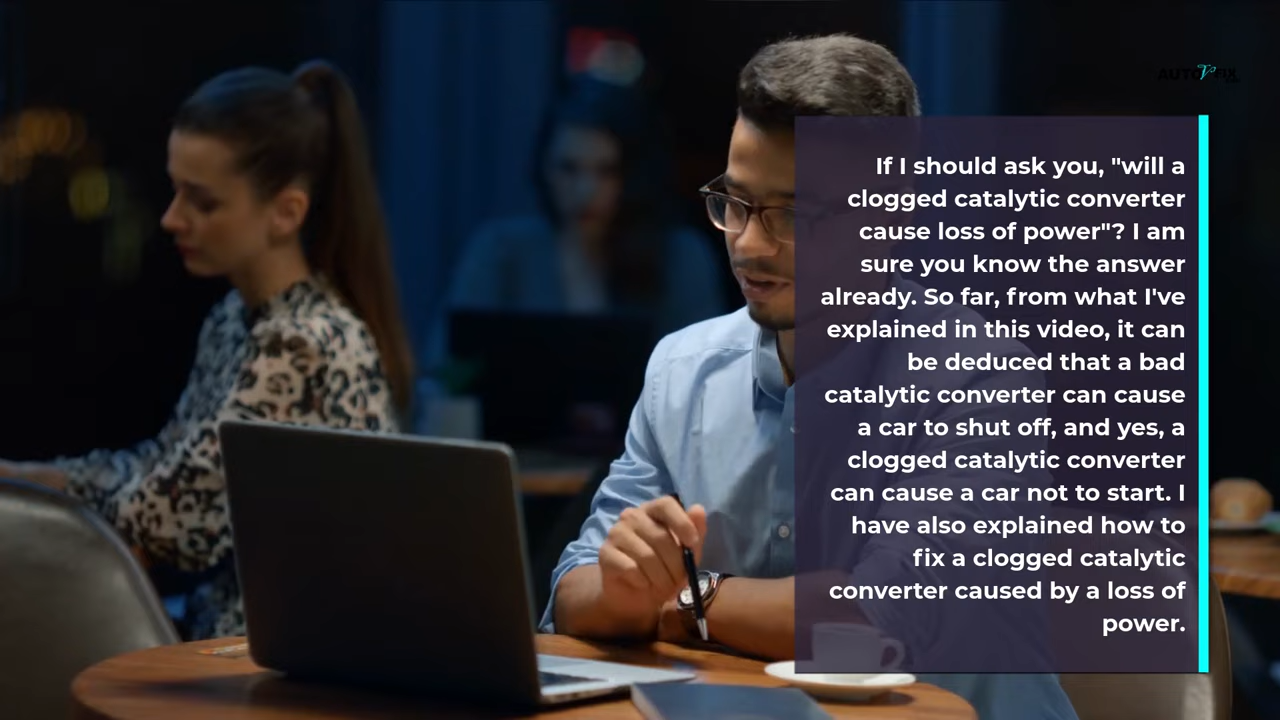 AUTO FIX
If I should ask you, "will a
clogged catalytic converter
cause loss of power"? I am
sure you know the answer
already. So far, from what I've
explained in this video, it can
be deduced that a bad
catalytic converter can cause
a car to shut off, and yes, a
clogged catalytic converter
can cause a car not to start. I
have also explained how to
fix a clogged catalytic
converter caused by a loss of
power.